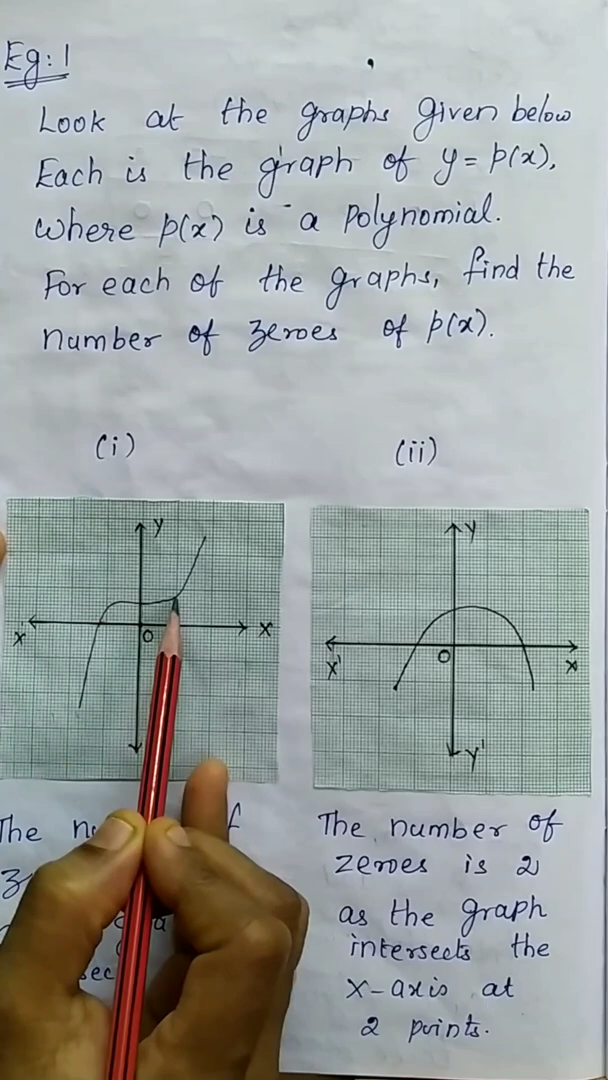 Eg:1
Look at the graphs given below
Each is the graph of y = p(x),
where p(x) is a polynomial.
For each of the graphs, find the
number of zeroes of p(x).
(i)
(ii)
Y
X'
O
X
Y
X'
O
X
Y'
The
The number of
zeroes is 2
as the graph
intersects the
x-axis at
2 points.